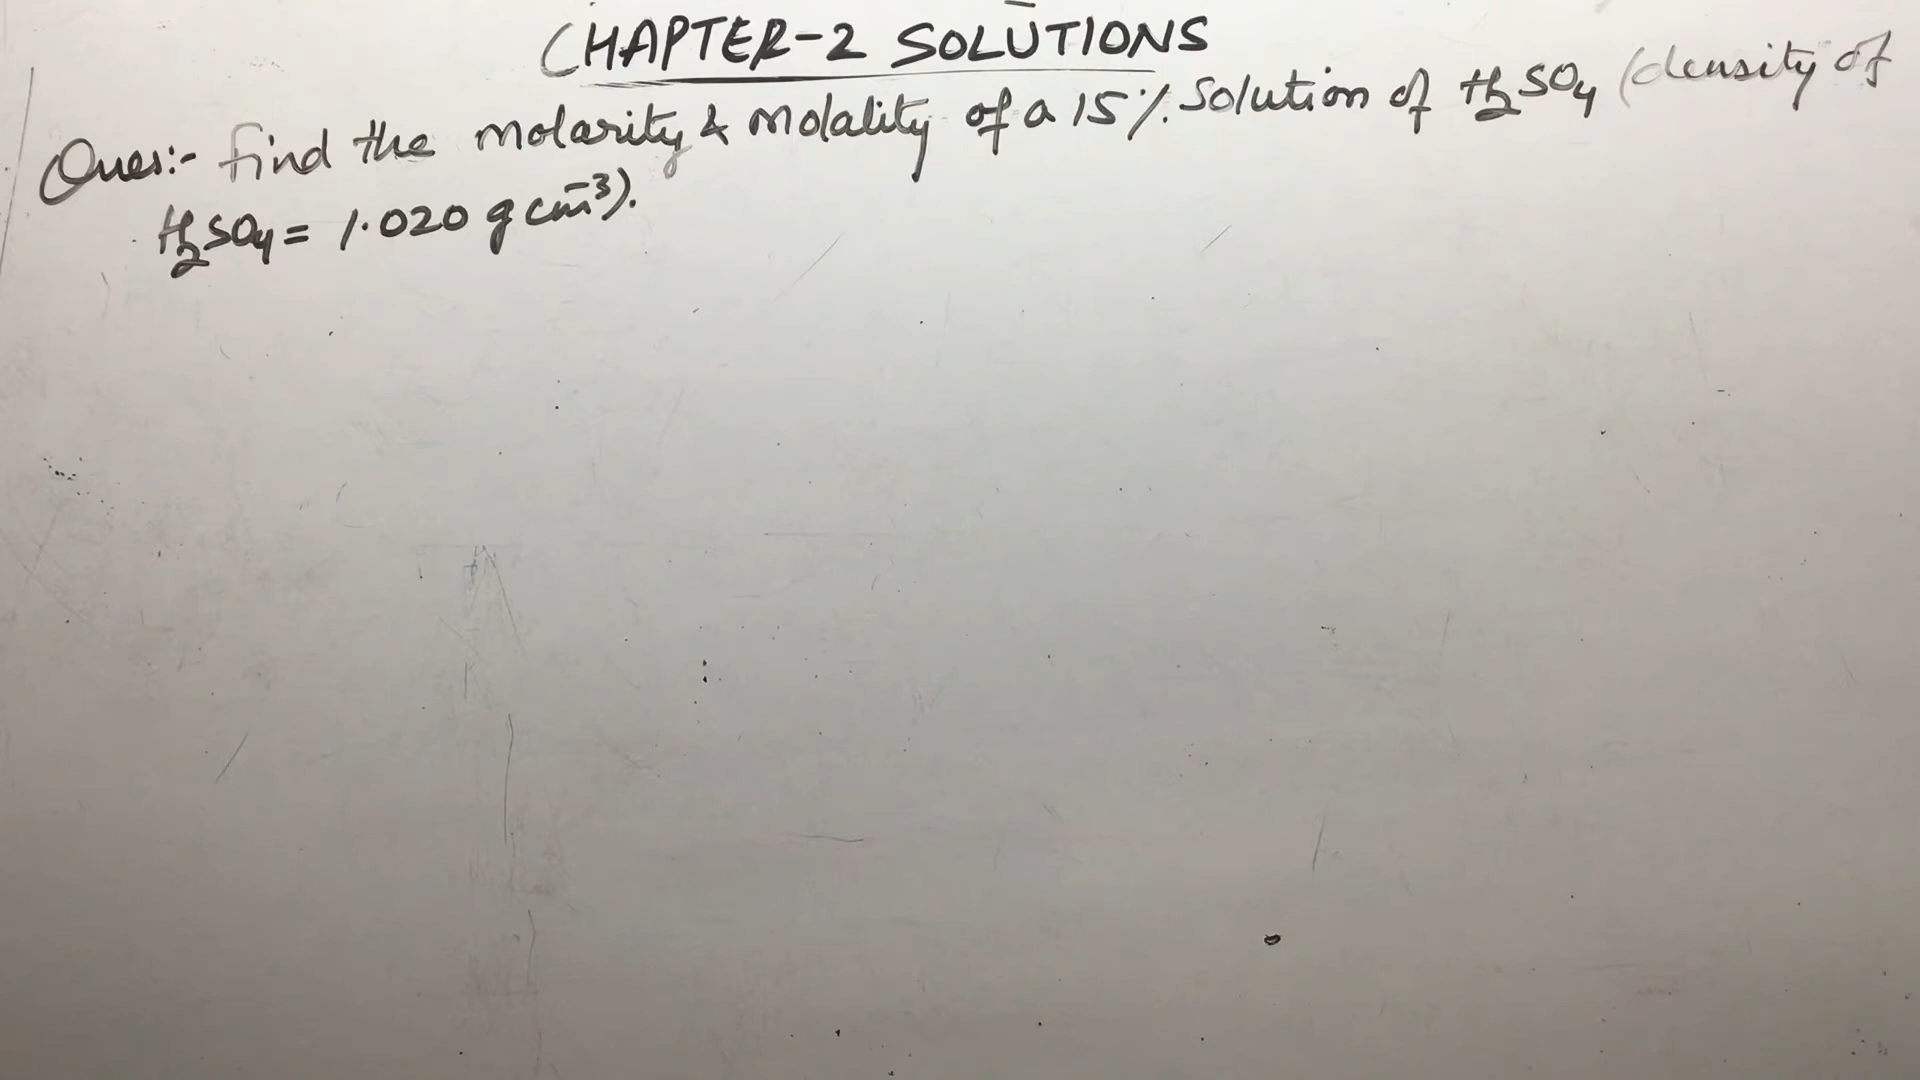 CHAPTER-2 SOLUTIONS
Ques:- find the molarity & molality of a 15% solution of H₂SO₄ (density of
H₂SO₄ = 1.020 g cm⁻³).